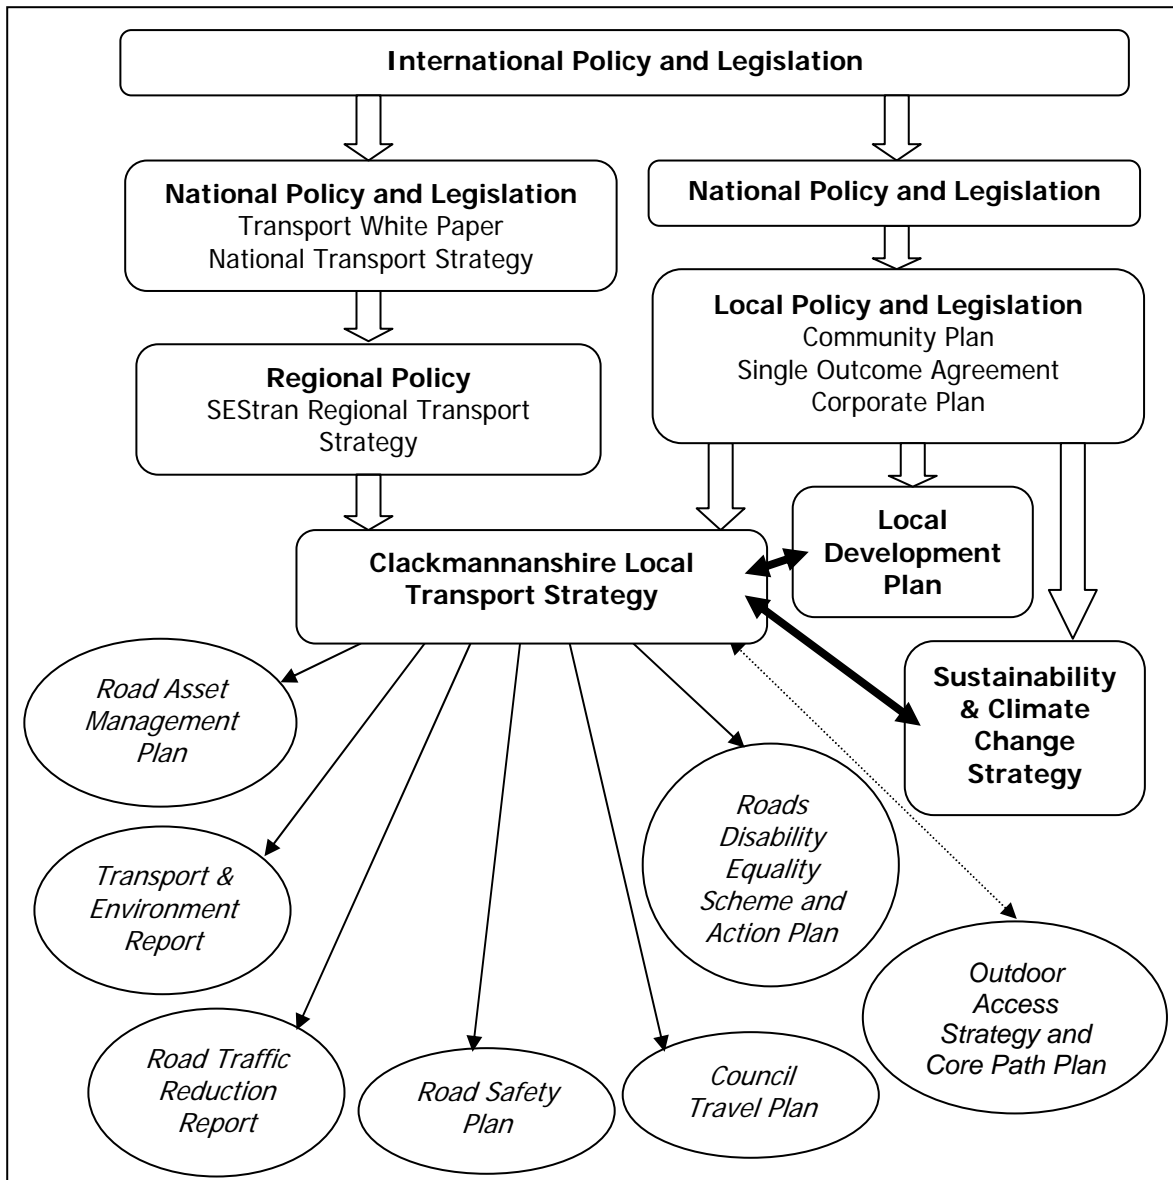 International Policy and Legislation
National Policy and Legislation
Transport White Paper
National Transport Strategy
National Policy and Legislation
Local Policy and Legislation
Community Plan
Single Outcome Agreement
Corporate Plan
Regional Policy
SEStran Regional Transport
Strategy
Clackmannanshire Local
Transport Strategy
Local
Development
Plan
Sustainability
& Climate
Change
Strategy
Road Asset
Management
Plan
Transport &
Environment
Report
Road Traffic
Reduction
Report
Road Safety
Plan
Council
Travel Plan
Roads
Disability
Equality
Scheme and
Action Plan
Outdoor
Access
Strategy and
Core Path Plan